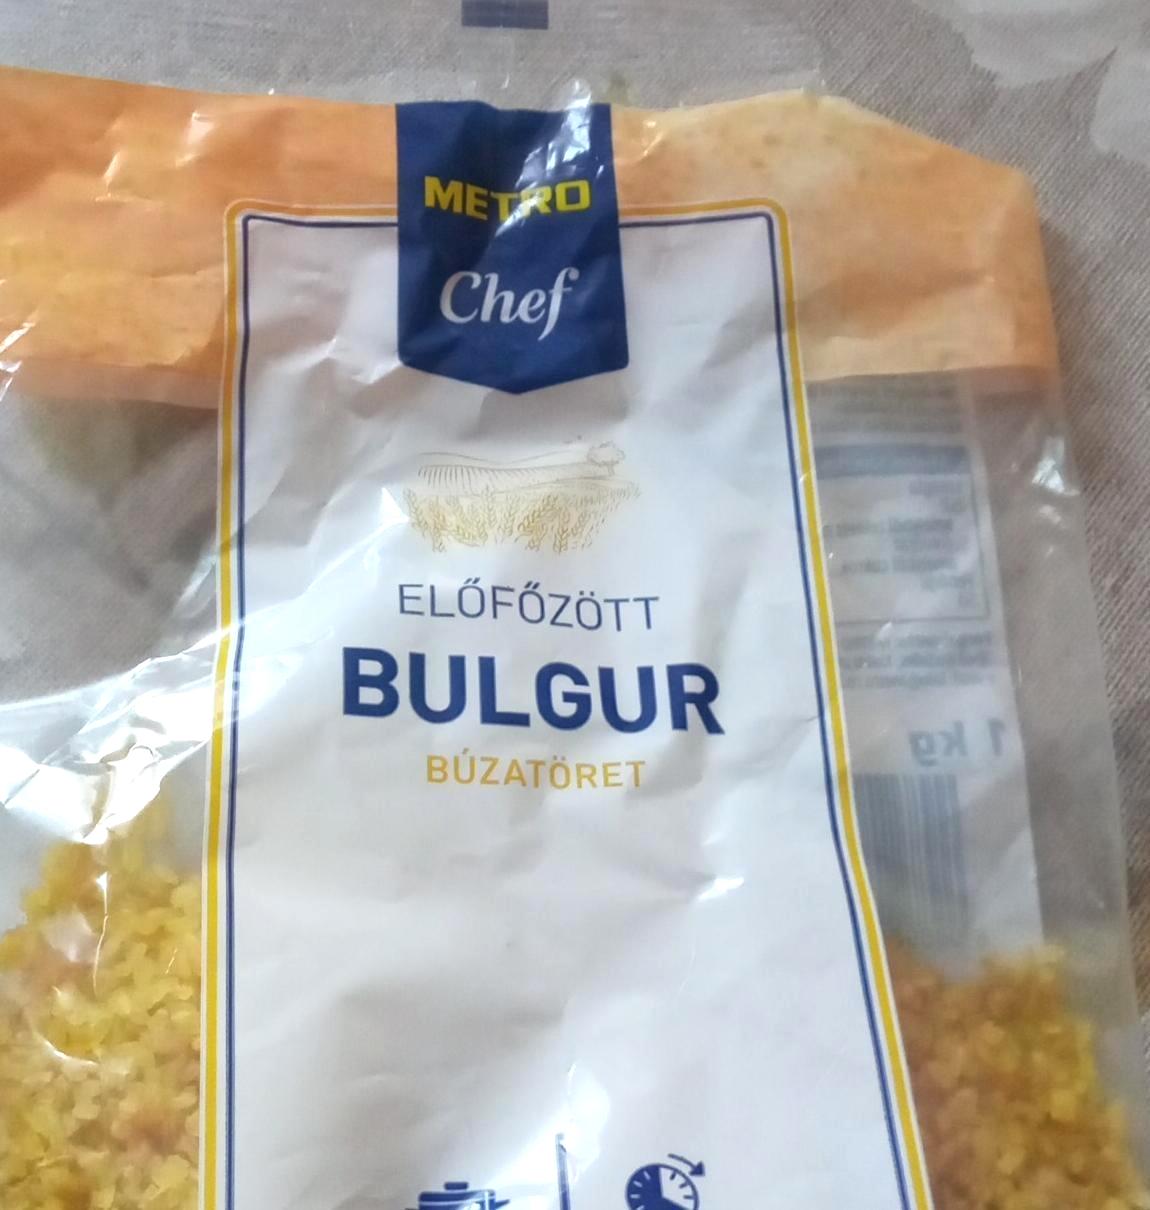 METRO
Chef
ELŐFŐZÖTT
BULGUR
BÚZATÖRET
1 kg